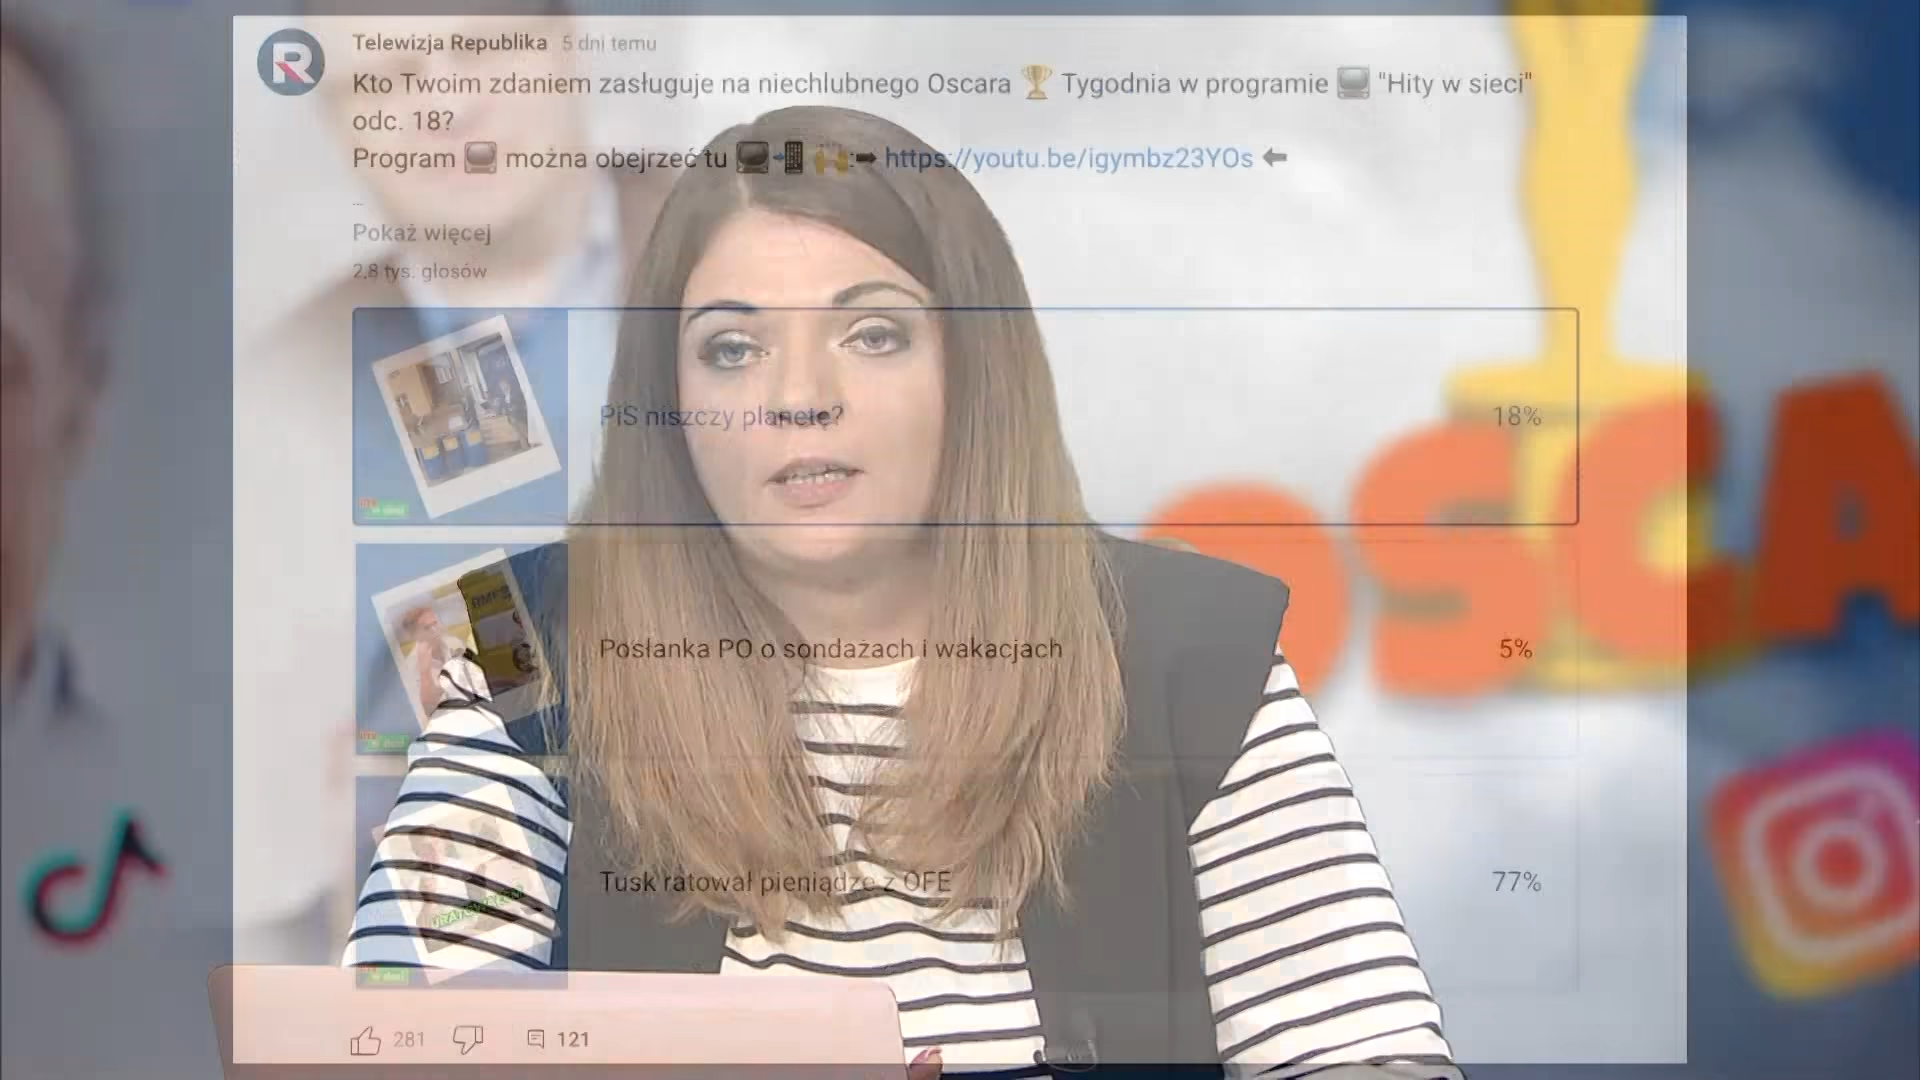 Telewizja Republika 5 dni temu
Kto Twoim zdaniem zasługuje na niechlubnego Oscara 🏆 Tygodnia w programie 📺 "Hity w sieci"
odc. 18?
Program 📺 można obejrzeć tu 📺📲 🙌:➡ https://youtu.be/igymbz23YOs ⬅
...
Pokaż więcej
2,8 tys. głosów
PiS niszczy planetę?
18%
Posłanka PO o sondażach i wakacjach
5%
Tusk ratował pieniądze z OFE
77%
281
121
OSCA